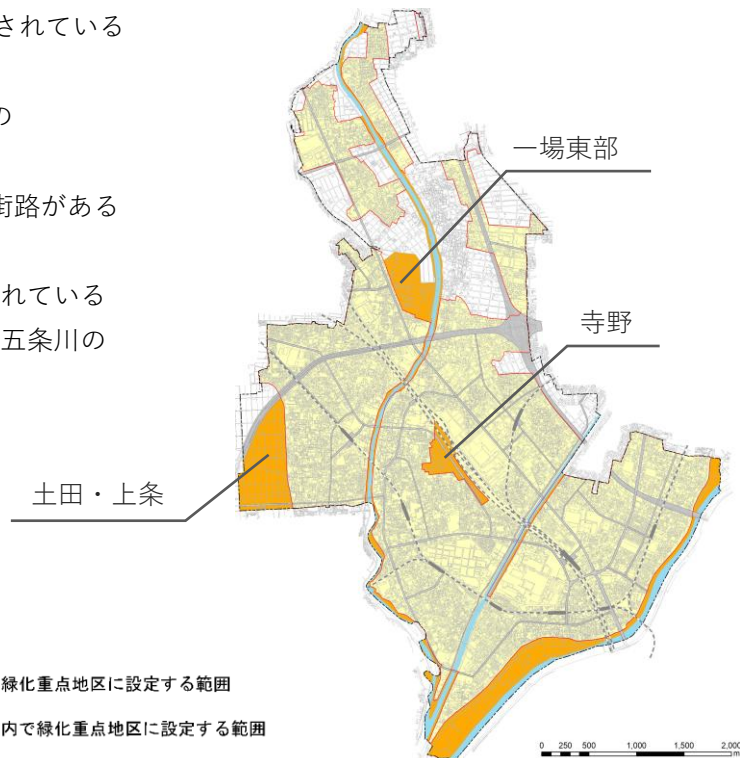 されている
の
街路がある
れている
五条川の
一場東部
寺野
土田・上条
緑化重点地区に設定する範囲
内で緑化重点地区に設定する範囲
0 250 500 1,000 1,500 2,000
m